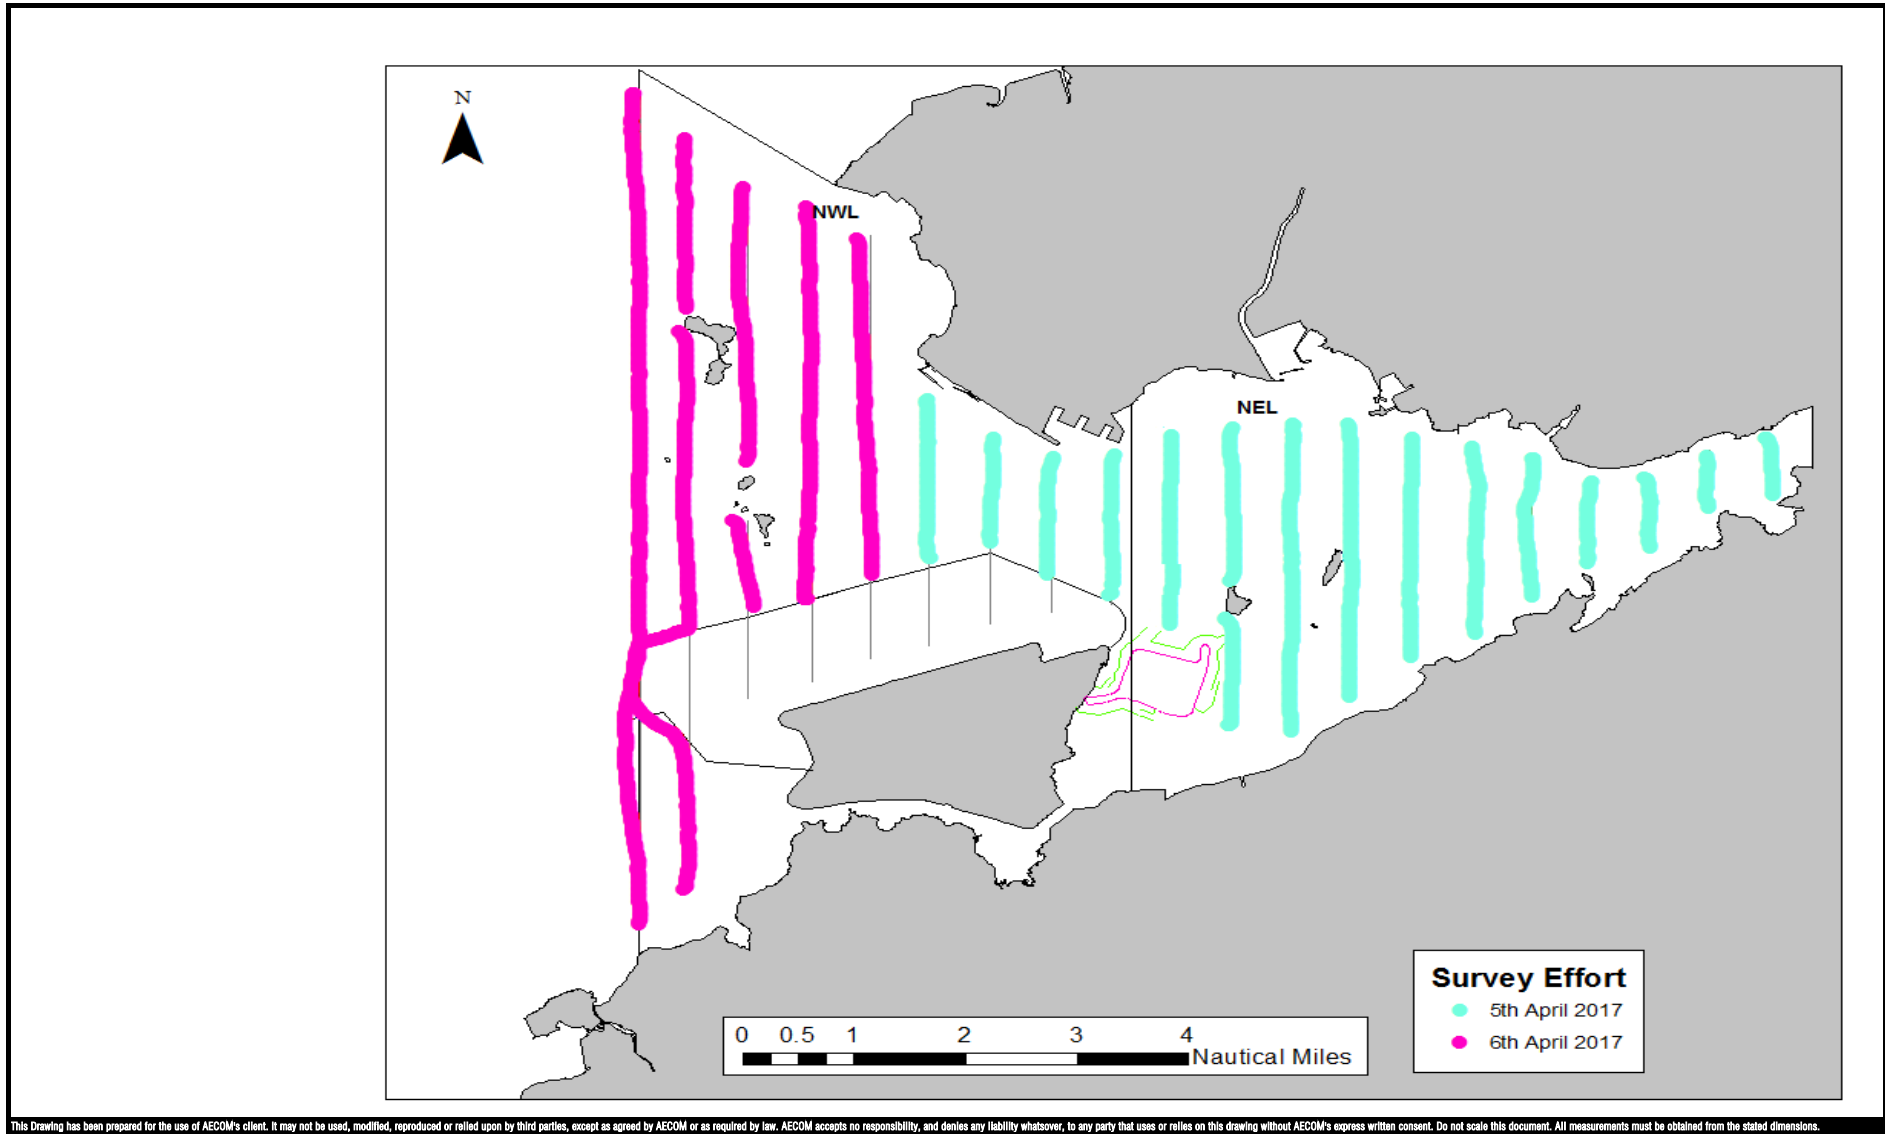 N
NWL
NEL
Survey Effort
5th April 2017
6th April 2017
0 0.5 1 2 3 4
Nautical Miles
This Drawing has been prepared for the use of AECOM's client. It may not be used, modified, reproduced or relied upon by third parties, except as agreed by AECOM or as required by law. AECOM accepts no responsibility, and denies any liability whatsoever, to any party that uses or relies on this drawing without AECOM's express written consent. Do not scale this document. All measurements must be obtained from the stated dimensions.